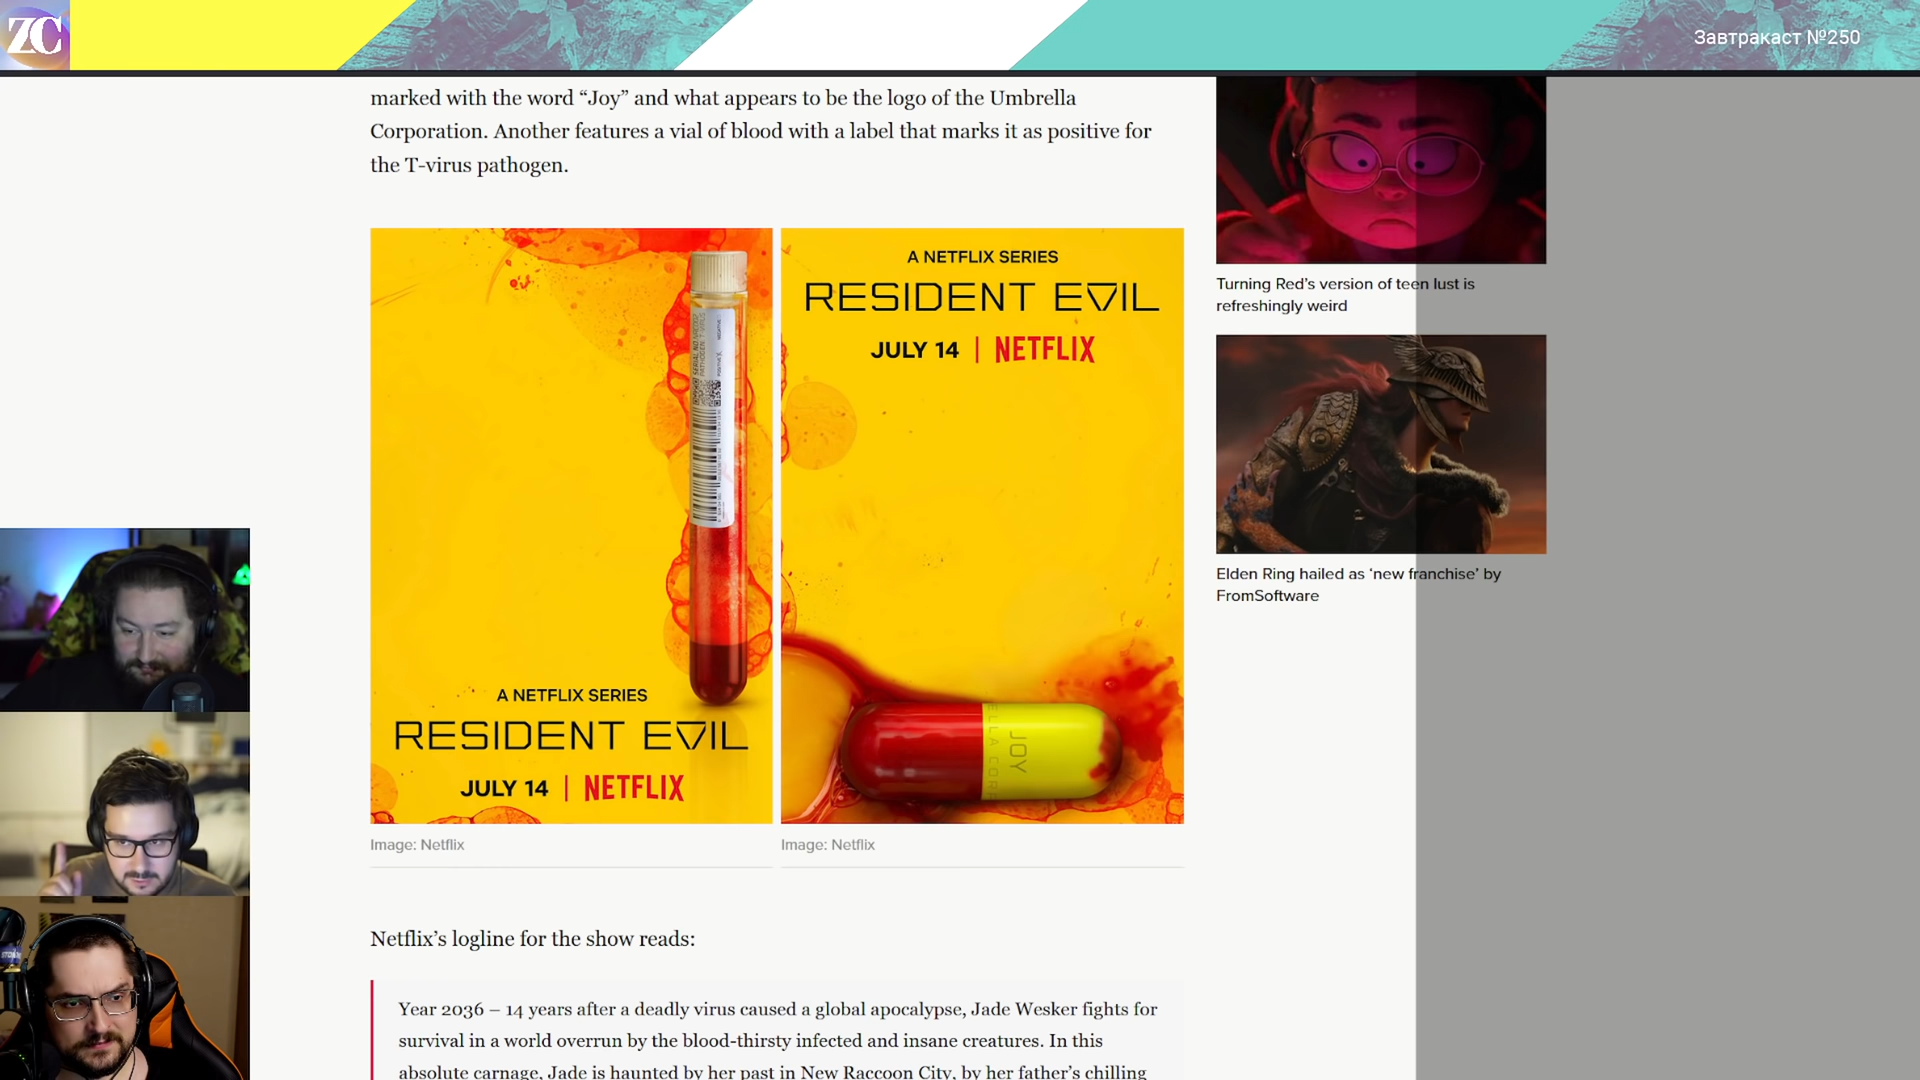 ZC
Завтракаст №250
marked with the word “Joy” and what appears to be the logo of the Umbrella
Corporation. Another features a vial of blood with a label that marks it as positive for
the T-virus pathogen.
A NETFLIX SERIES
RESIDENT EVIL
JULY 14 | NETFLIX
JOY
ELLA CORP
A NETFLIX SERIES
RESIDENT EVIL
JULY 14 | NETFLIX
Image: Netflix
Image: Netflix
Turning Red’s version of teen lust is
refreshingly weird
Elden Ring hailed as ‘new franchise’ by
FromSoftware
Netflix’s logline for the show reads:
Year 2036 – 14 years after a deadly virus caused a global apocalypse, Jade Wesker fights for
survival in a world overrun by the blood-thirsty infected and insane creatures. In this
absolute carnage, Jade is haunted by her past in New Raccoon City, by her father’s chilling